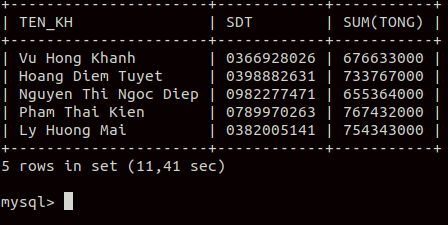 +------------------------+------------+-----------+
| TEN_KH                 | SDT        | SUM(TONG) |
+------------------------+------------+-----------+
| Vu Hong Khanh          | 0366928026 | 676633000 |
| Hoang Diem Tuyet       | 0398882631 | 733767000 |
| Nguyen Thi Ngoc Diep | 0982277471 | 655364000 |
| Pham Thai Kien         | 0789970263 | 767432000 |
| Ly Huong Mai           | 0382005141 | 754343000 |
+------------------------+------------+-----------+
5 rows in set (11,41 sec)
mysql>